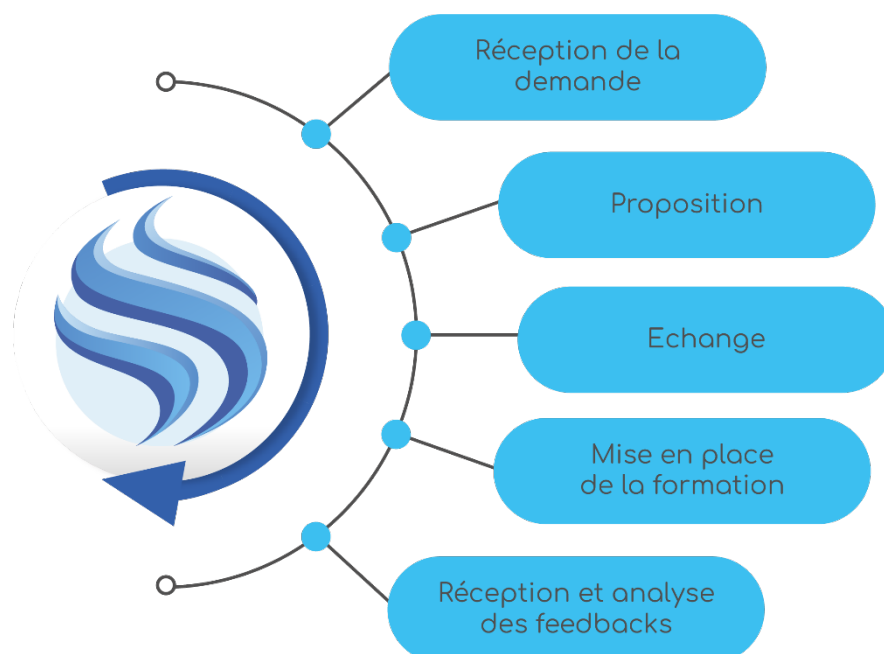 Réception de la
demande
Proposition
Echange
Mise en place
de la formation
Réception et analyse
des feedbacks